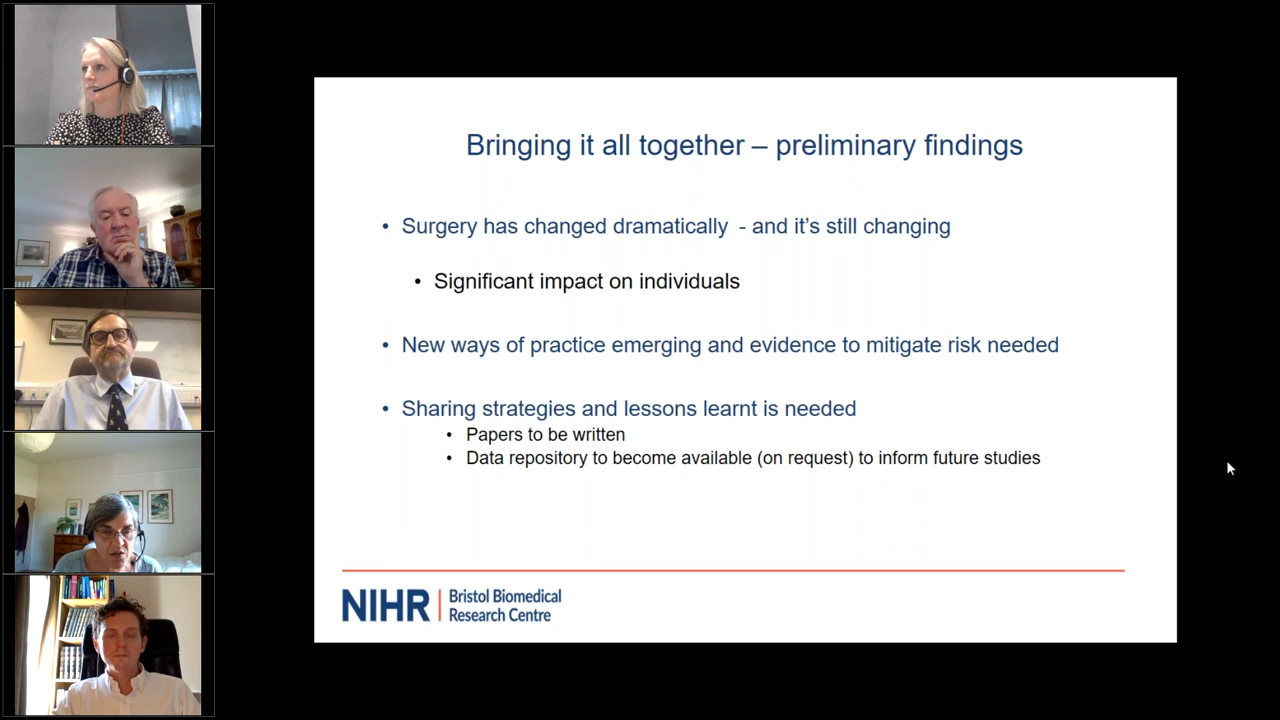 Bringing it all together – preliminary findings
• Surgery has changed dramatically - and it's still changing
• Significant impact on individuals
• New ways of practice emerging and evidence to mitigate risk needed
• Sharing strategies and lessons learnt is needed
• Papers to be written
• Data repository to become available (on request) to inform future studies
NIHR | Bristol Biomedical
Research Centre